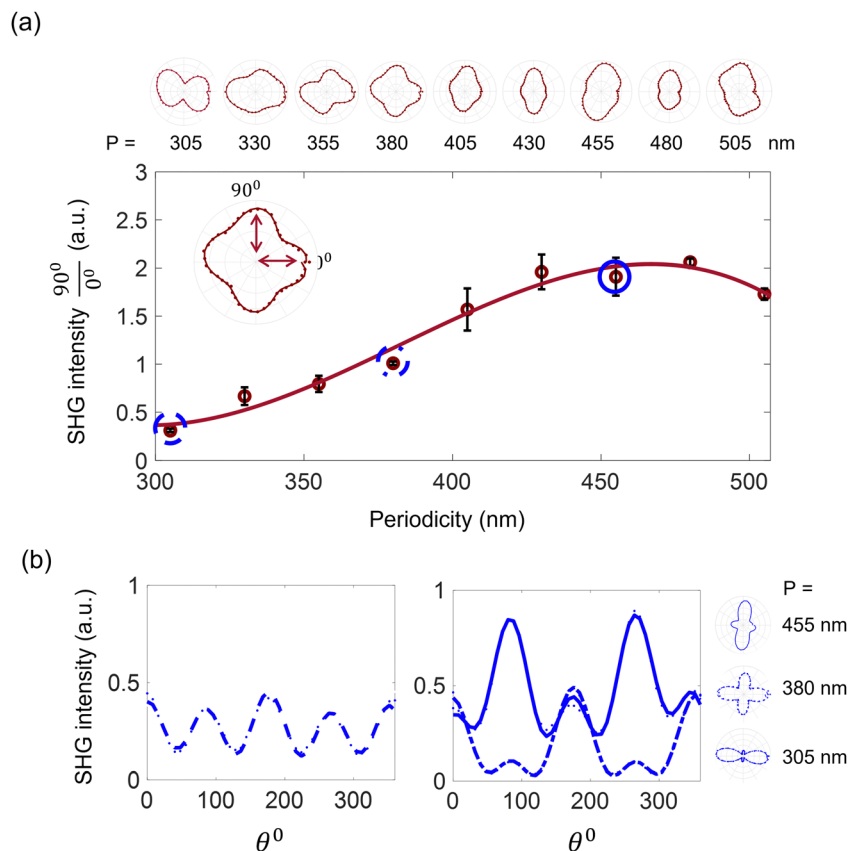 (a)
P = 305 330 355 380 405 430 455 480 505 nm
3
2.5
2
1.5
1
0.5
0
SHG intensity 90⁰/0⁰ (a.u.)
90⁰
0⁰
300 350 400 450 500
Periodicity (nm)
(b)
P =
1
0.5
0
SHG intensity (a.u.)
0 100 200 300
θ⁰
1
0.5
0
0 100 200 300
θ⁰
455 nm
380 nm
305 nm